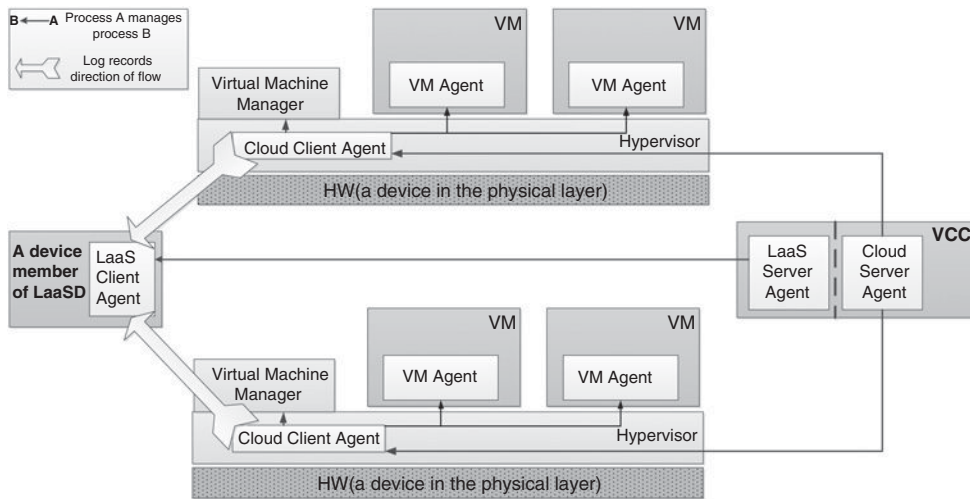 B A Process A manages
process B
Log records
direction of flow
VM
VM Agent
VM
VM Agent
Virtual Machine
Manager
Cloud Client Agent
Hypervisor
HW(a device in the physical layer)
A device
member
of LaaSD
LaaS
Client
Agent
LaaS
Server
Agent
Cloud
Server
Agent
VCC
VM
VM Agent
VM
VM Agent
Virtual Machine
Manager
Cloud Client Agent
Hypervisor
HW(a device in the physical layer)